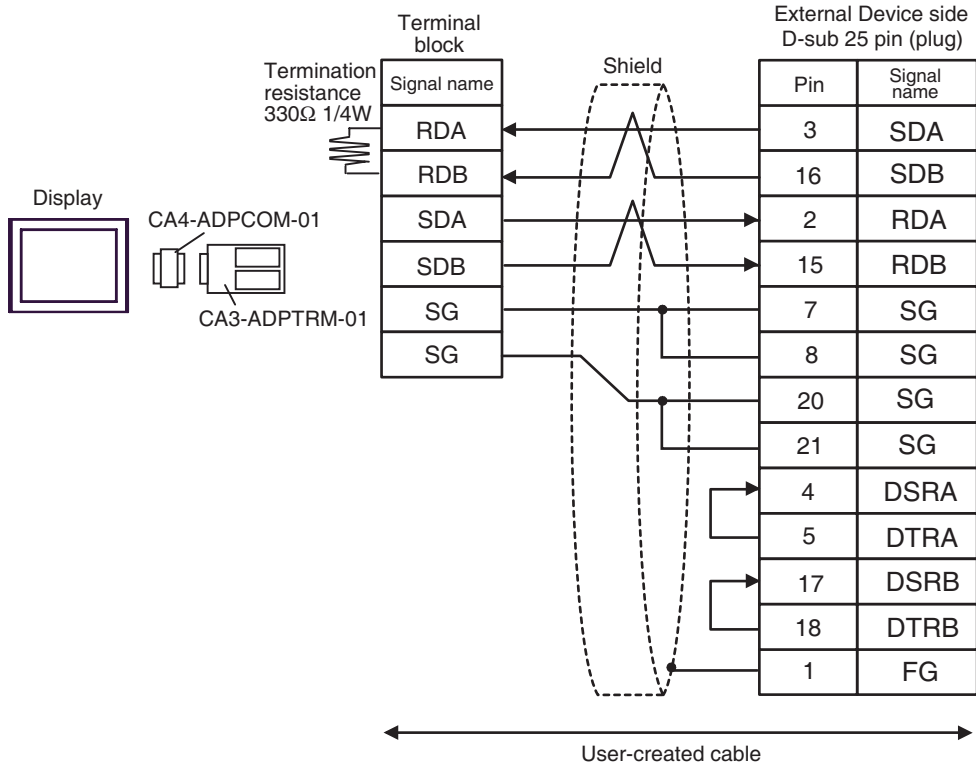 External Device side
D-sub 25 pin (plug)
Terminal
block
Shield
Termination
resistance
330Ω 1/4W
Signal name
Pin
Signal
name
RDA
3
SDA
RDB
16
SDB
Display
CA4-ADPCOM-01
SDA
2
RDA
SDB
15
RDB
CA3-ADPTRM-01
SG
7
SG
SG
8
SG
20
SG
21
SG
4
DSRA
5
DTRA
17
DSRB
18
DTRB
1
FG
User-created cable